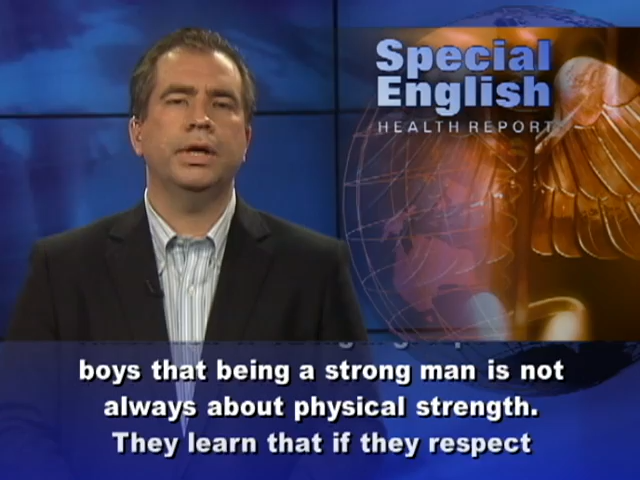 Special
English
HEALTH REPORT
boys that being a strong man is not
always about physical strength.
They learn that if they respect